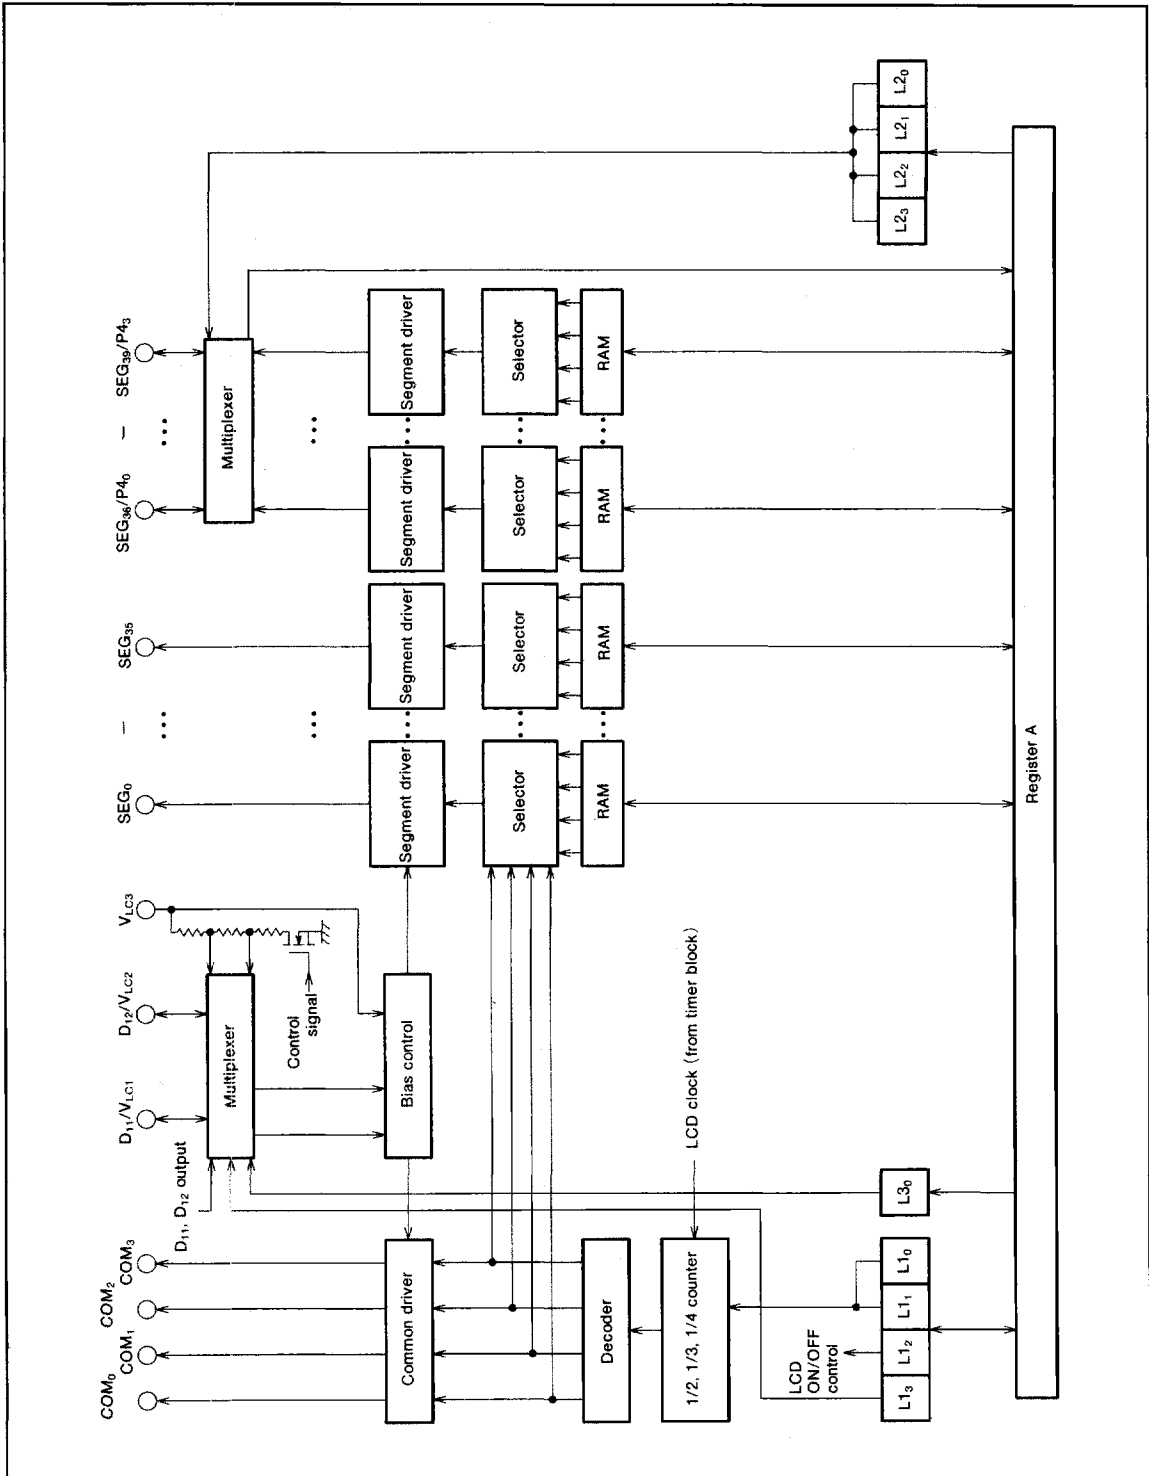 COM₀
COM₁
COM₂
COM₃
D₁₁, D₁₂ output
D₁₁/VLC1
D₁₂/VLC2
VLC3
SEG₀
–
SEG₃₅
SEG₃₆/P4₀
–
SEG₃₉/P4₃
Multiplexer
Control
signal
Multiplexer
Common driver
Bias control
Segment driver
Segment driver
Segment driver
Segment driver
Selector
Selector
Selector
Selector
Decoder
RAM
RAM
RAM
RAM
1/2, 1/3, 1/4 counter
LCD clock (from timer block)
LCD
ON/OFF
control
L1₃
L1₂
L1₁
L1₀
L3₀
L2₃
L2₂
L2₁
L2₀
Register A